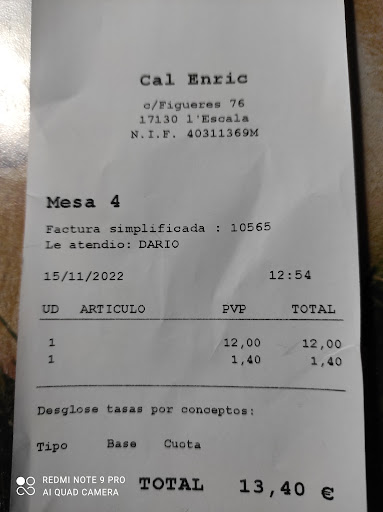 Cal Enric
c/Figueres 76
17130 l'Escala
N.I.F. 40311369M
Mesa 4
Factura simplificada : 10565
Le atendio: DARIO
15/11/2022 12:54
UD ARTICULO PVP TOTAL
1 12,00 12,00
1 1,40 1,40
Desglose tasas por conceptos:
Tipo Base Cuota
TOTAL 13,40 €
REDMI NOTE 9 PRO
AI QUAD CAMERA